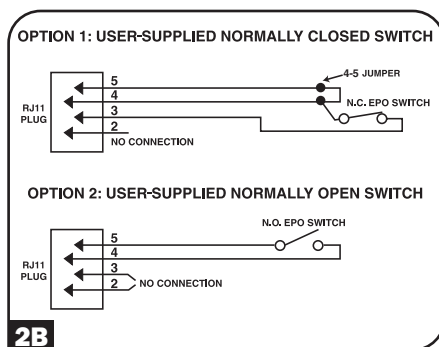 OPTION 1: USER-SUPPLIED NORMALLY CLOSED SWITCH
4-5 JUMPER
5
4
N.C. EPO SWITCH
RJ11
PLUG
3
2
NO CONNECTION
OPTION 2: USER-SUPPLIED NORMALLY OPEN SWITCH
N.O. EPO SWITCH
5
4
RJ11
PLUG
3
NO CONNECTION
2
2B